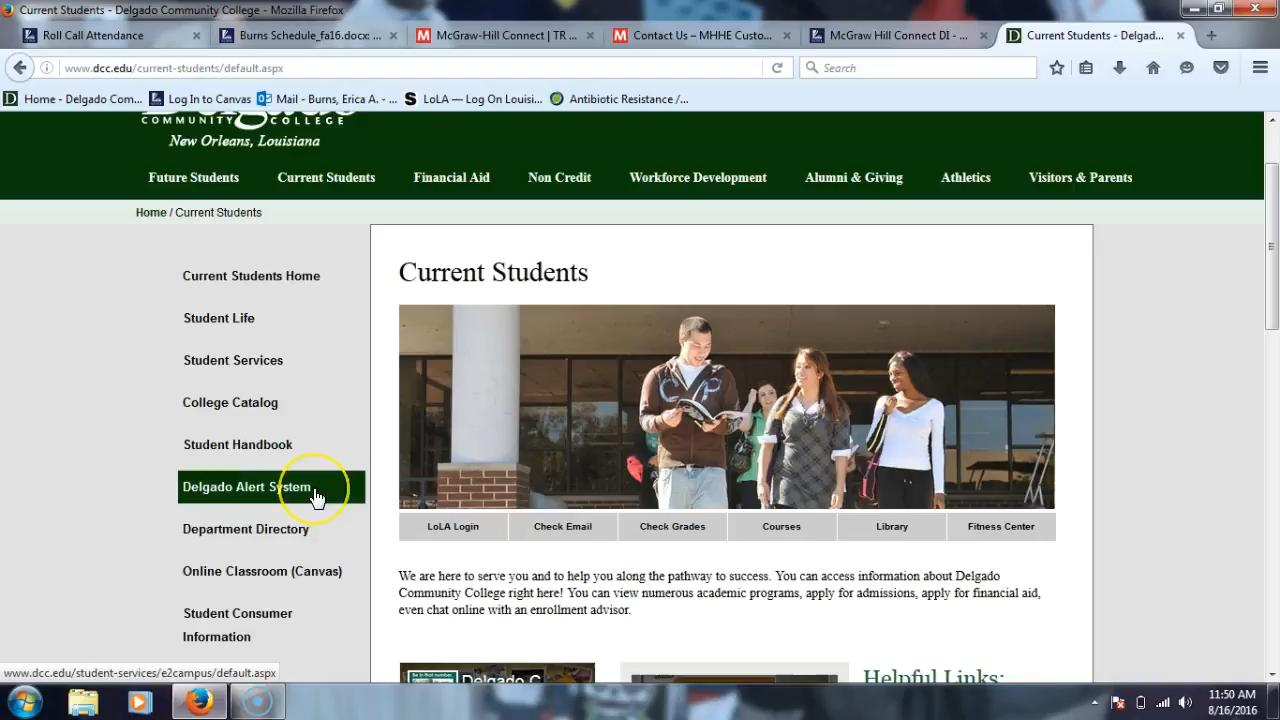 Current Students - Delgado Community College - Mozilla Firefox
Roll Call Attendance
Burns Schedule_fa16.docx: ...
McGraw-Hill Connect | TR ...
Contact Us – MHHE Custo...
McGraw Hill Connect DI - ...
Current Students - Delgad...
www.dcc.edu/current-students/default.aspx
Search
Home - Delgado Com...
Log In to Canvas
Mail - Burns, Erica A. - ...
LoLA — Log On Louisi...
Antibiotic Resistance /...
COMMUNITY COLLEGE
New Orleans, Louisiana
Future Students
Current Students
Financial Aid
Non Credit
Workforce Development
Alumni & Giving
Athletics
Visitors & Parents
Home / Current Students
Current Students Home
Student Life
Student Services
College Catalog
Student Handbook
Delgado Alert System
Department Directory
Online Classroom (Canvas)
Student Consumer
Information
Current Students
LoLA Login
Check Email
Check Grades
Courses
Library
Fitness Center
We are here to serve you and to help you along the pathway to success. You can access information about Delgado
Community College right here! You can view numerous academic programs, apply for admissions, apply for financial aid,
even chat online with an enrollment advisor.
Delgado C
Helpful Links:
www.dcc.edu/student-services/e2campus/default.aspx
11:50 AM
8/16/2016